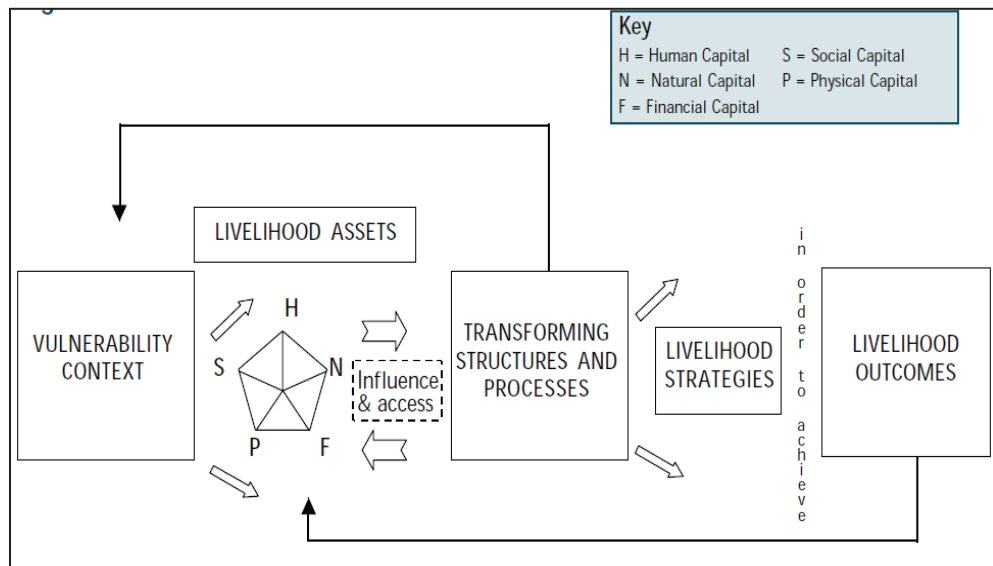 Key
H = Human Capital S = Social Capital
N = Natural Capital P = Physical Capital
F = Financial Capital
LIVELIHOOD ASSETS
VULNERABILITY
CONTEXT
H
S
N
P
F
Influence
& access
TRANSFORMING
STRUCTURES AND
PROCESSES
LIVELIHOOD
STRATEGIES
in order to achieve
LIVELIHOOD
OUTCOMES